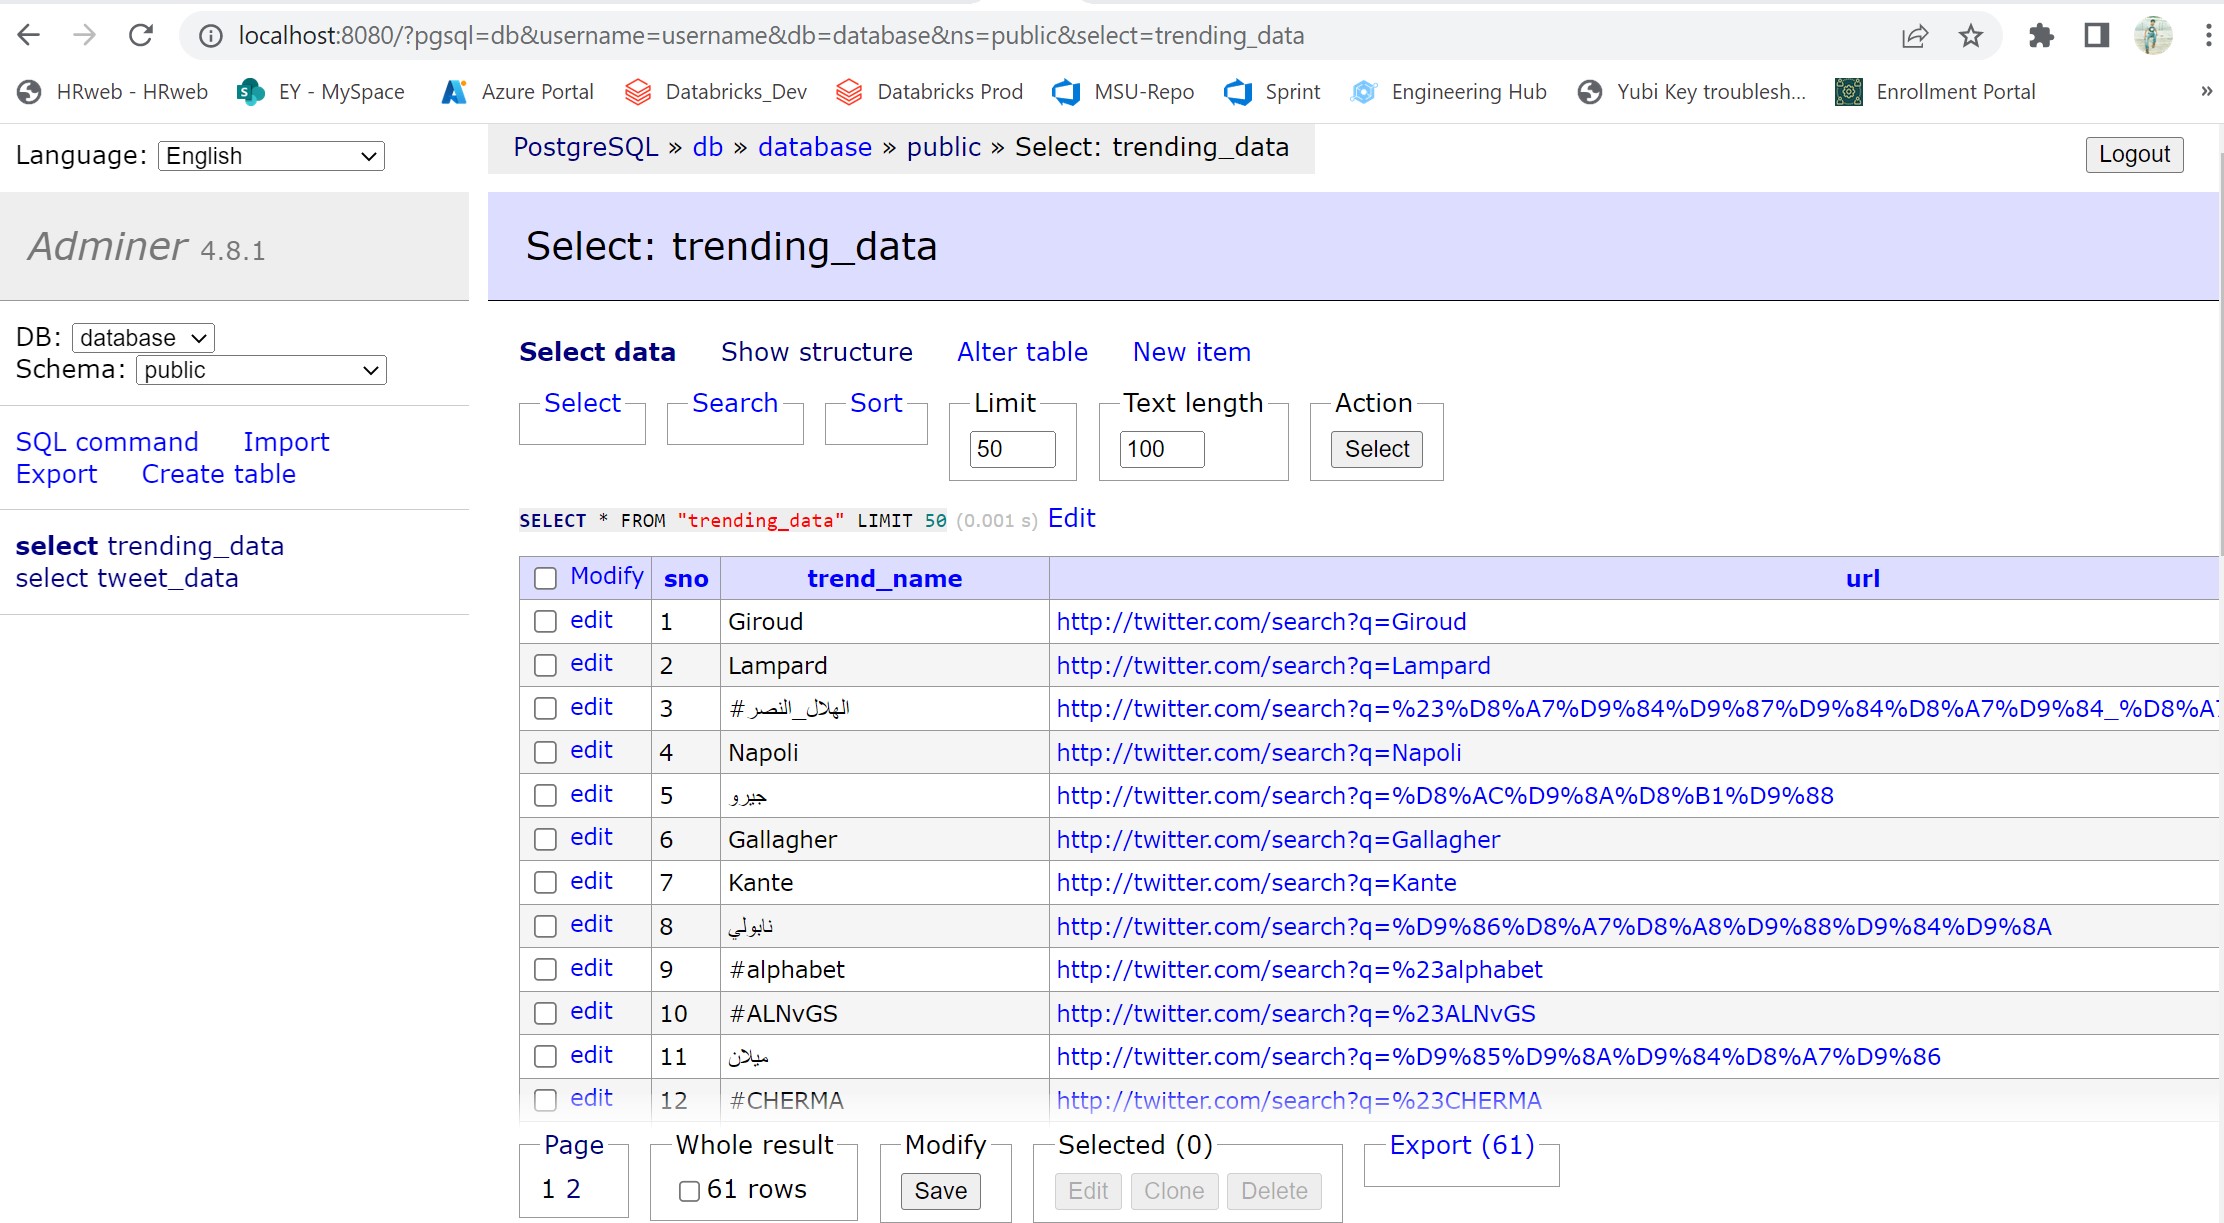 localhost:8080/?pgsql=db&username=username&db=database&ns=public&select=trending_data
HRweb - HRweb EY - MySpace Azure Portal Databricks_Dev Databricks Prod MSU-Repo Sprint Engineering Hub Yubi Key troublesh... Enrollment Portal »
Language: English
PostgreSQL » db » database » public » Select: trending_data
Logout
Adminer 4.8.1
Select: trending_data
DB: database
Schema: public
SQL command Import
Export Create table
select trending_data
select tweet_data
Select data Show structure Alter table New item
Select Search Sort Limit Text length Action
50 100 Select
SELECT * FROM "trending_data" LIMIT 50 (0.001 s) Edit
Modify sno trend_name url
edit 1 Giroud http://twitter.com/search?q=Giroud
edit 2 Lampard http://twitter.com/search?q=Lampard
edit 3 #الهلال_النصر http://twitter.com/search?q=%23%D8%A7%D9%84%D9%87%D9%84%D8%A7%D9%84_%D8%A
edit 4 Napoli http://twitter.com/search?q=Napoli
edit 5 جيرو http://twitter.com/search?q=%D8%AC%D9%8A%D8%B1%D9%88
edit 6 Gallagher http://twitter.com/search?q=Gallagher
edit 7 Kante http://twitter.com/search?q=Kante
edit 8 نابولي http://twitter.com/search?q=%D9%86%D8%A7%D8%A8%D9%88%D9%84%D9%8A
edit 9 #alphabet http://twitter.com/search?q=%23alphabet
edit 10 #ALNvGS http://twitter.com/search?q=%23ALNvGS
edit 11 ميلان http://twitter.com/search?q=%D9%85%D9%8A%D9%84%D8%A7%D9%86
edit 12 #CHERMA http://twitter.com/search?q=%23CHERMA
Page Whole result Modify Selected (0) Export (61)
1 2 61 rows Save Edit Clone Delete